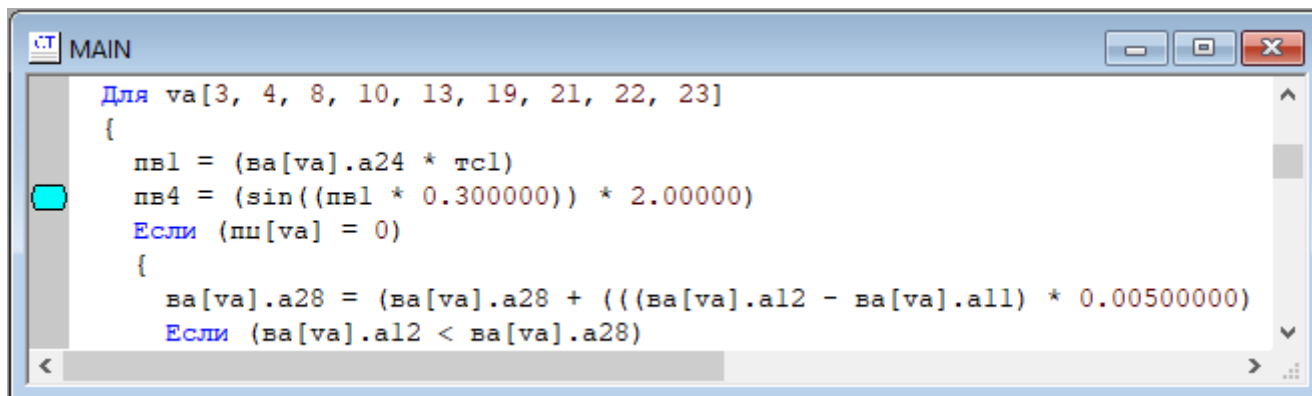 СТ MAIN
Для va[3, 4, 8, 10, 13, 19, 21, 22, 23]
{
пв1 = (ва[va].a24 * тс1)
пв4 = (sin((пв1 * 0.300000)) * 2.00000)
Если (пц[va] = 0)
{
ва[va].a28 = (ва[va].a28 + (((ва[va].a12 - ва[va].a11) * 0.00500000)
Если (ва[va].a12 < ва[va].a28)